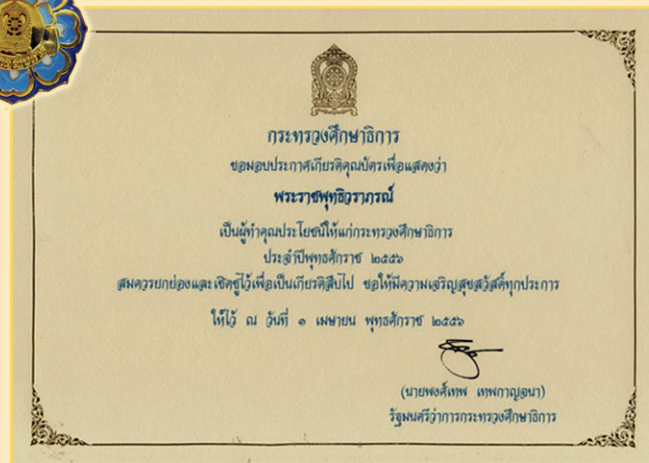 กระทรวงศึกษาธิการ
ขอมอบประกาศเกียรติคุณบัตรเพื่อแสดงว่า
พระราชพุทธิวราภรณ์
เป็นผู้ทำคุณประโยชน์ให้แก่กระทรวงศึกษาธิการ
ประจำปีพุทธศักราช ๒๕๕๖
สมควรยกย่องและเชิดชูไว้เพื่อเป็นเกียรติสืบไป ขอให้มีความเจริญสุขสวัสดิ์ทุกประการ
ให้ไว้ ณ วันที่ ๑ เมษายน พุทธศักราช ๒๕๕๖
(นายพงศ์เทพ เทพกาญจนา)
รัฐมนตรีว่าการกระทรวงศึกษาธิการ